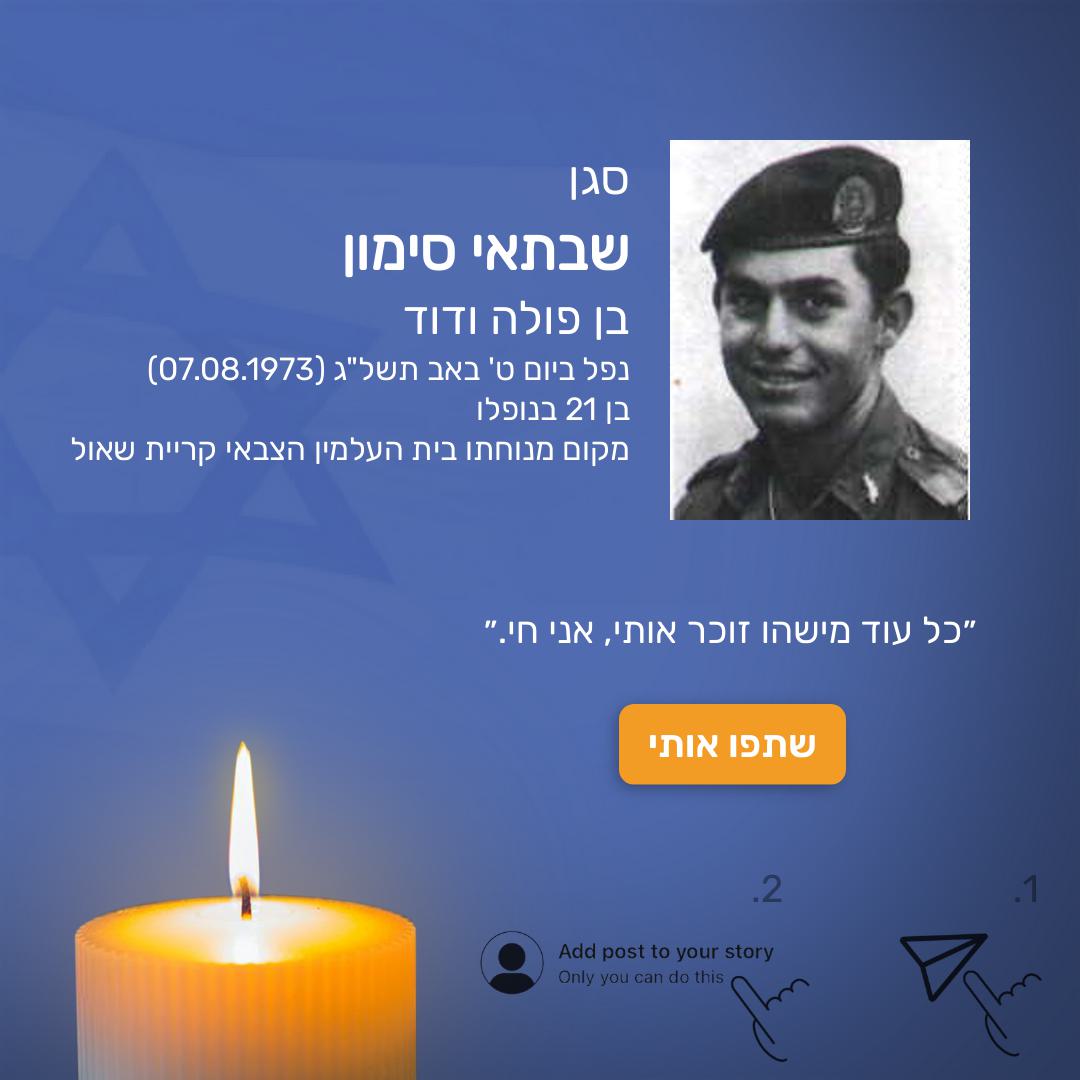 סגן
שבתאי סימון
בן פולה ודוד
נפל ביום ט' באב תשל"ג (07.08.1973)
בן 21 בנופלו
מקום מנוחתו בית העלמין הצבאי קריית שאול
״כל עוד מישהו זוכר אותי, אני חי.״
שתפו אותי
1.
2.
Add post to your story
Only you can do this